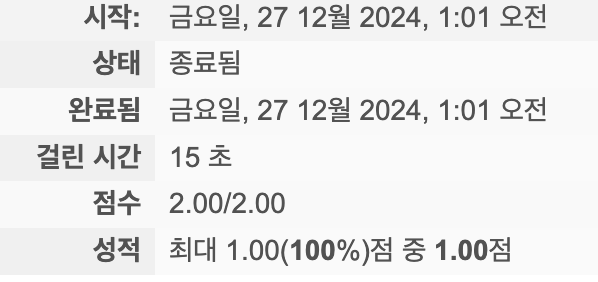 시작: 금요일, 27 12월 2024, 1:01 오전
상태 종료됨
완료됨 금요일, 27 12월 2024, 1:01 오전
걸린 시간 15 초
점수 2.00/2.00
성적 최대 1.00(100%)점 중 1.00점